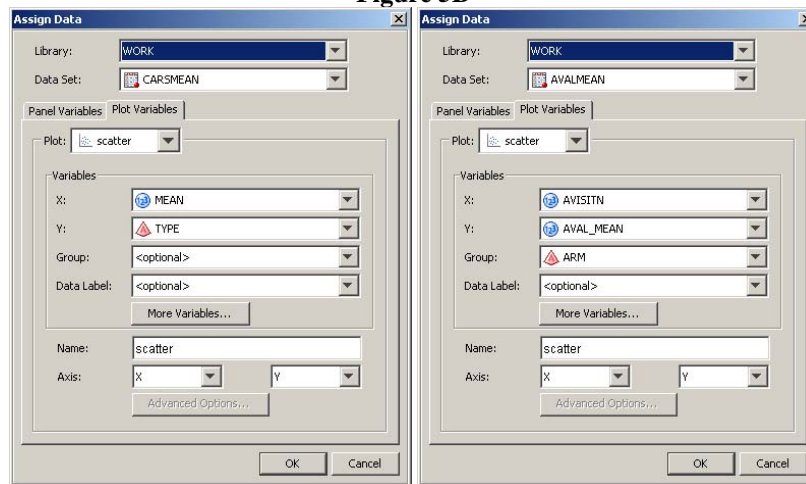 Figure 3B
Assign Data
Library: WORK
Data Set: CARSMEAN
Panel Variables Plot Variables
Plot: scatter
Variables
X: MEAN
Y: TYPE
Group: <optional>
Data Label: <optional>
More Variables...
Name: scatter
Axis: X Y
Advanced Options...
OK Cancel
Assign Data
Library: WORK
Data Set: AVALMEAN
Panel Variables Plot Variables
Plot: scatter
Variables
X: AVISITN
Y: AVAL_MEAN
Group: ARM
Data Label: <optional>
More Variables...
Name: scatter
Axis: X Y
Advanced Options...
OK Cancel